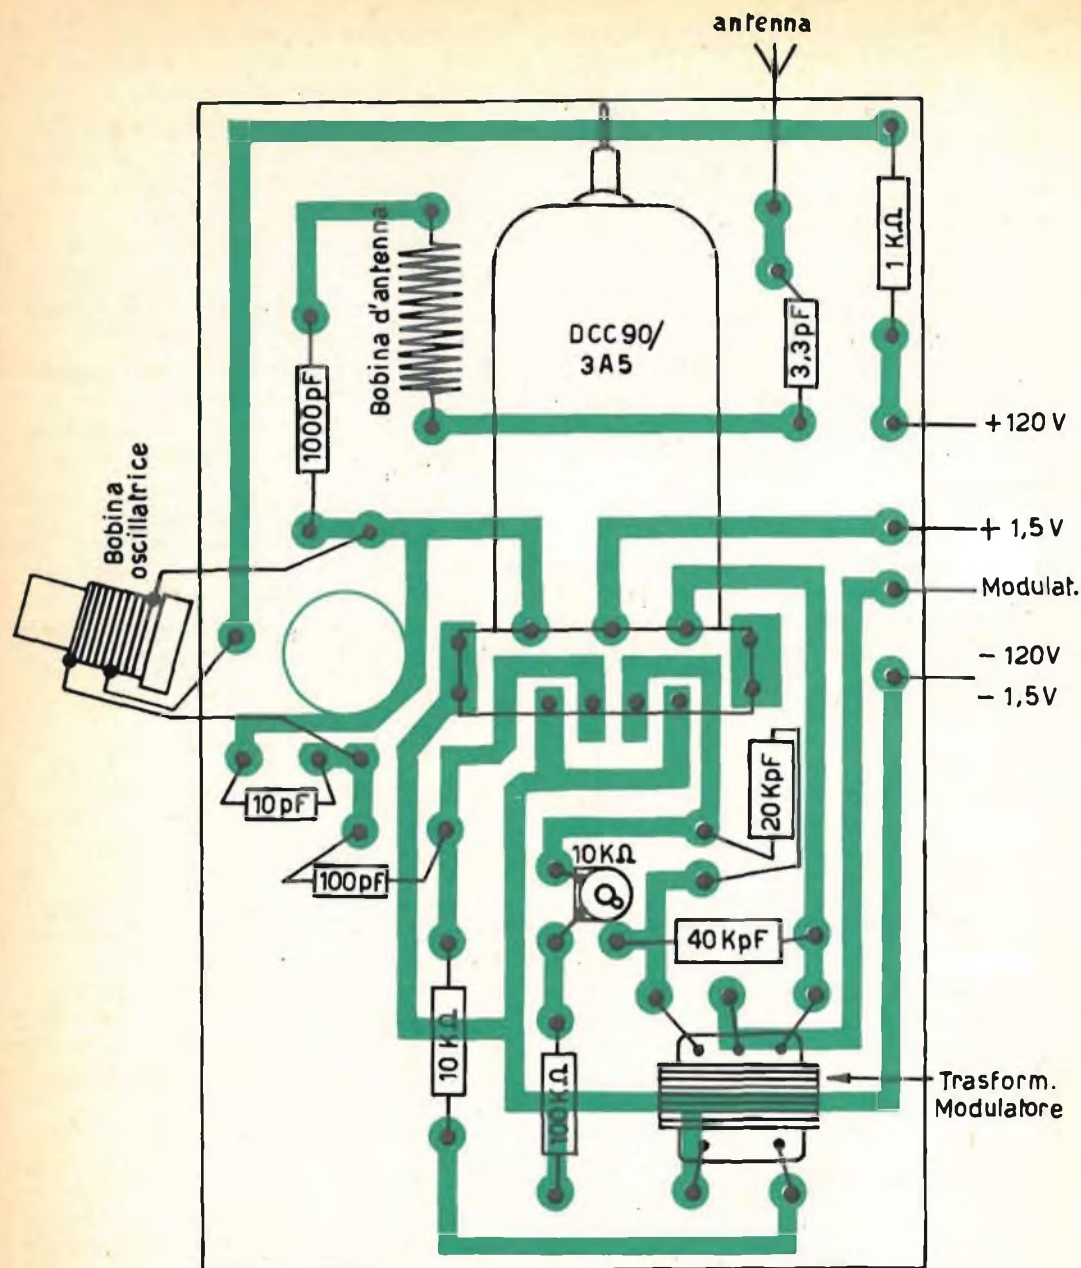 antenna
Bobina d'antenna
DCC90/
3A5
1 KΩ
3,3pF
1000pF
+120V
Bobina
oscillatrice
+ 1,5 V
Modulat.
- 120V
- 1,5V
10pF
20KpF
10KΩ
100pF
40KpF
10 KΩ
100KΩ
Trasform.
Modulatore